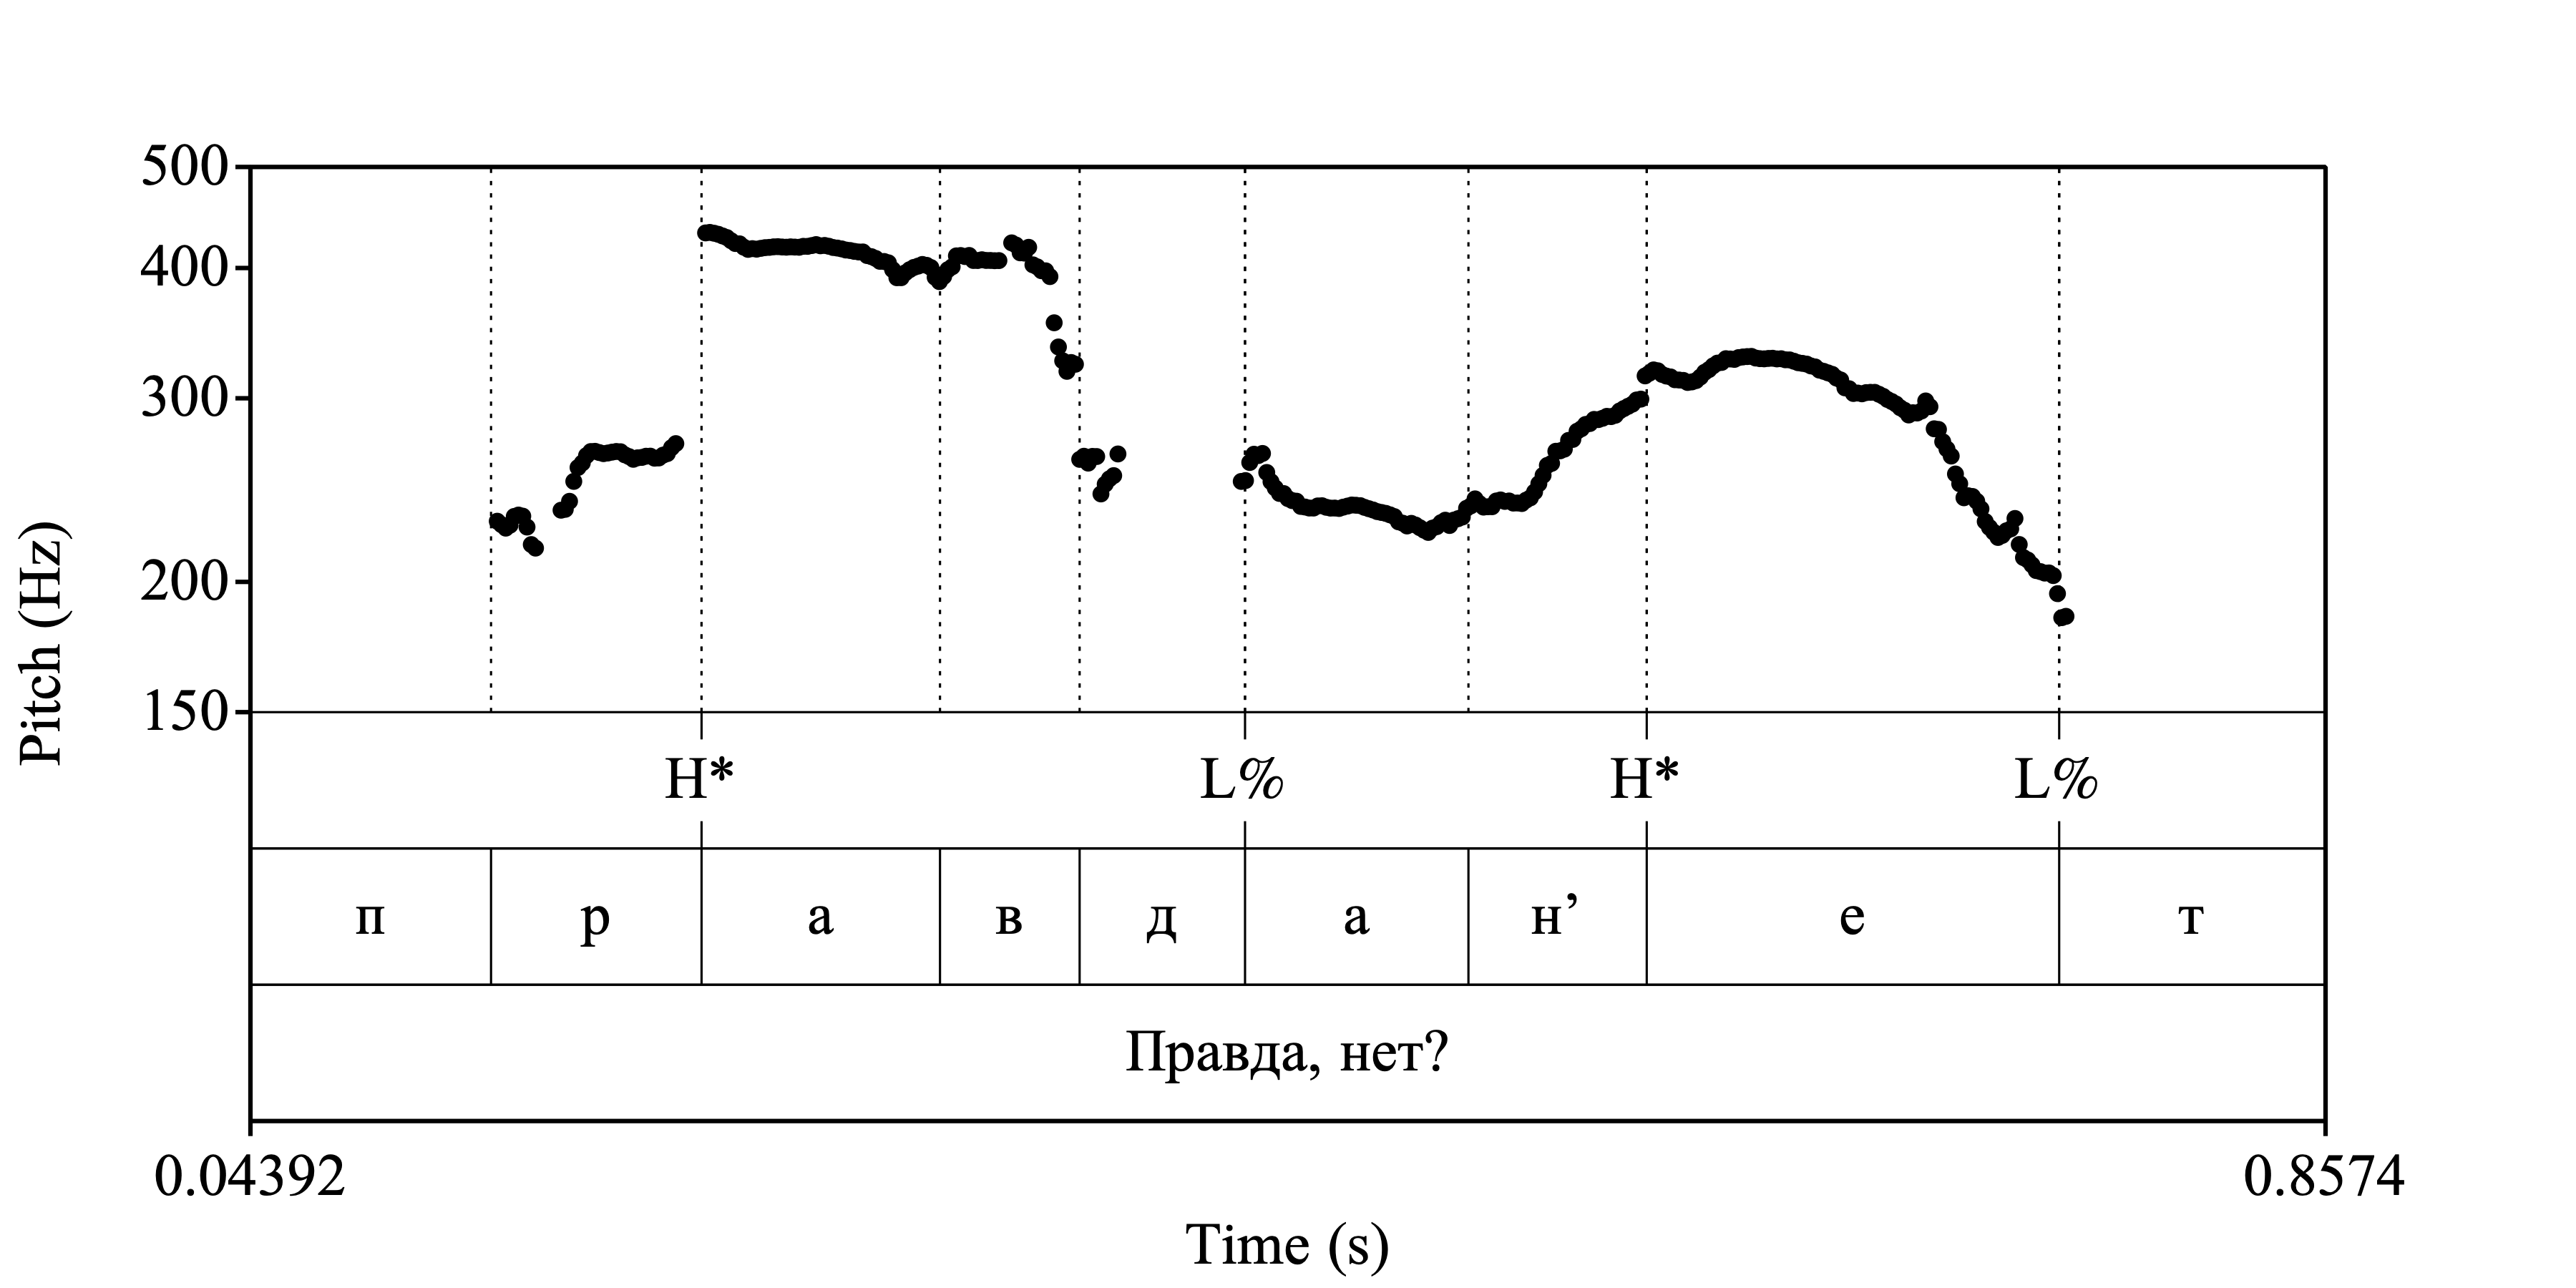 500
400
300
200
150
Pitch (Hz)
H* L% H* L%
п р а в д а н’ е т
Правда, нет?
0.04392 0.8574
Time (s)